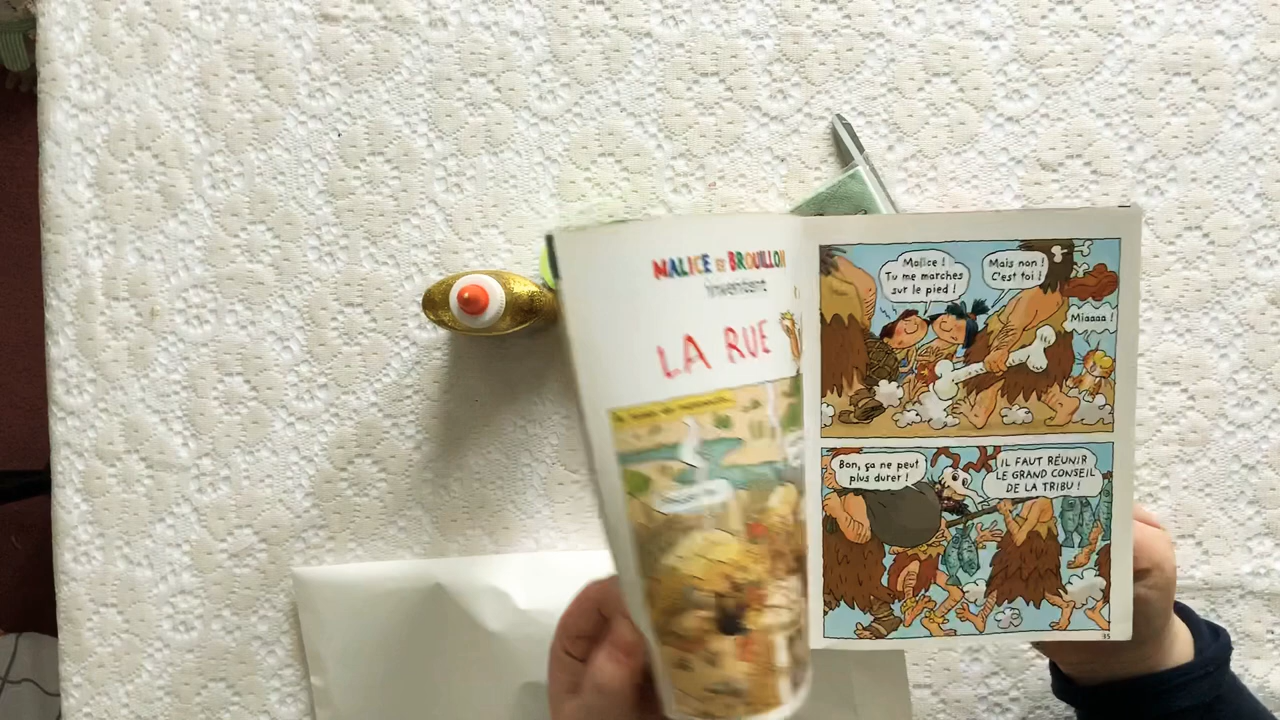 MALICE ET BROUILLON
inventent
LA RUE
Malice !
Tu me marches
sur le pied !
Mais non !
C'est toi !
Miaaaa !
Bon, ça ne peut
plus durer !
IL FAUT RÉUNIR
LE GRAND CONSEIL
DE LA TRIBU !
35